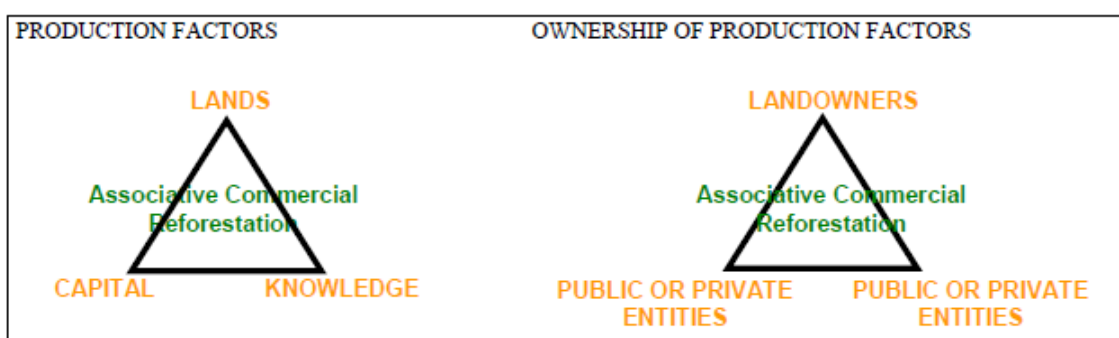 PRODUCTION FACTORS
LANDS
Associative Commercial
Reforestation
CAPITAL
KNOWLEDGE
OWNERSHIP OF PRODUCTION FACTORS
LANDOWNERS
Associative Commercial
Reforestation
PUBLIC OR PRIVATE
ENTITIES
PUBLIC OR PRIVATE
ENTITIES